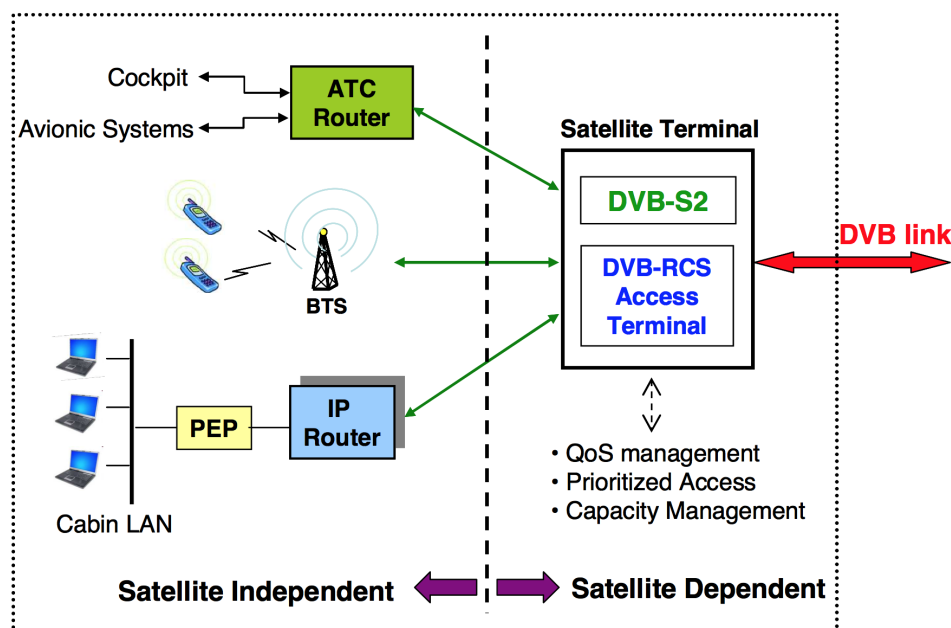 Cockpit
Avionic Systems
ATC
Router
Satellite Terminal
DVB-S2
DVB-RCS
Access
Terminal
DVB link
BTS
IP
Router
PEP
Cabin LAN
• QoS management
• Prioritized Access
• Capacity Management
Satellite Independent
Satellite Dependent